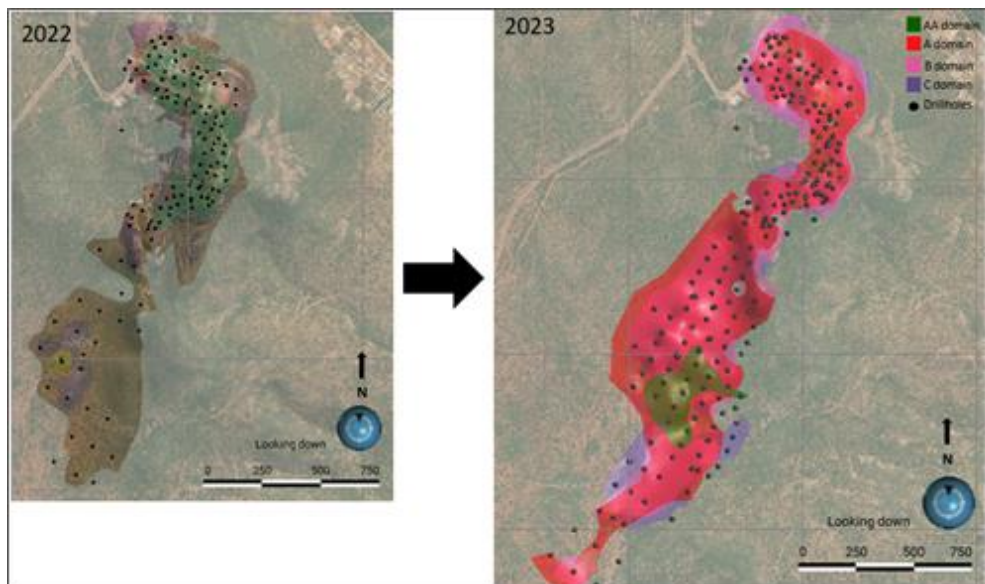 2022
N
Looking down
0 250 500 750
2023
AA domain
A domain
B domain
C domain
Drillholes
N
Looking down
0 250 500 750